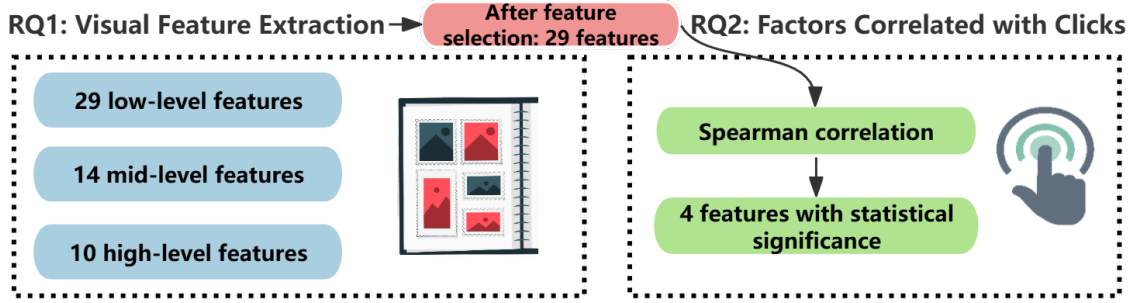 RQ1: Visual Feature Extraction
After feature
selection: 29 features
RQ2: Factors Correlated with Clicks
29 low-level features
14 mid-level features
10 high-level features
Spearman correlation
4 features with statistical
significance